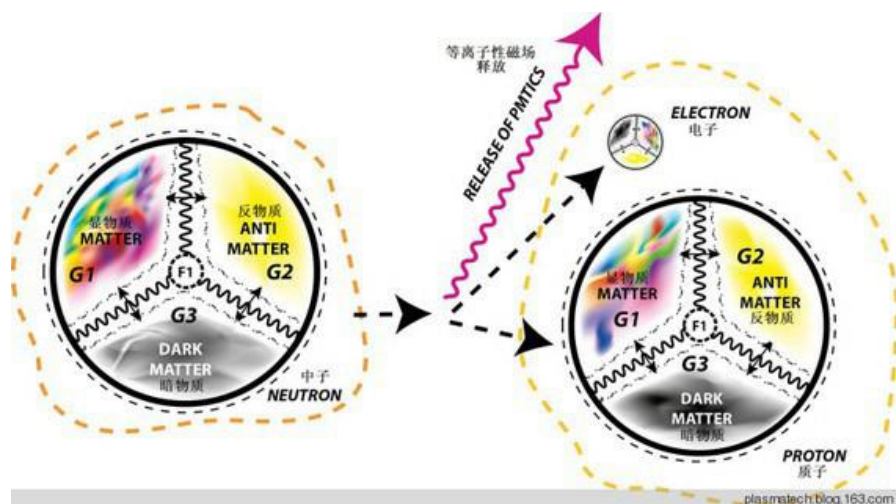 显物质
MATTER
G1
反物质
ANTI
MATTER
G2
F1
G3
DARK
MATTER
暗物质
中子
NEUTRON
等离子性磁场
释放
RELEASE OF PMTICS
ELECTRON
电子
显物质
MATTER
G1
G2
ANTI
MATTER
反物质
F1
G3
DARK
MATTER
暗物质
PROTON
质子
plasmatech.blog.163.com